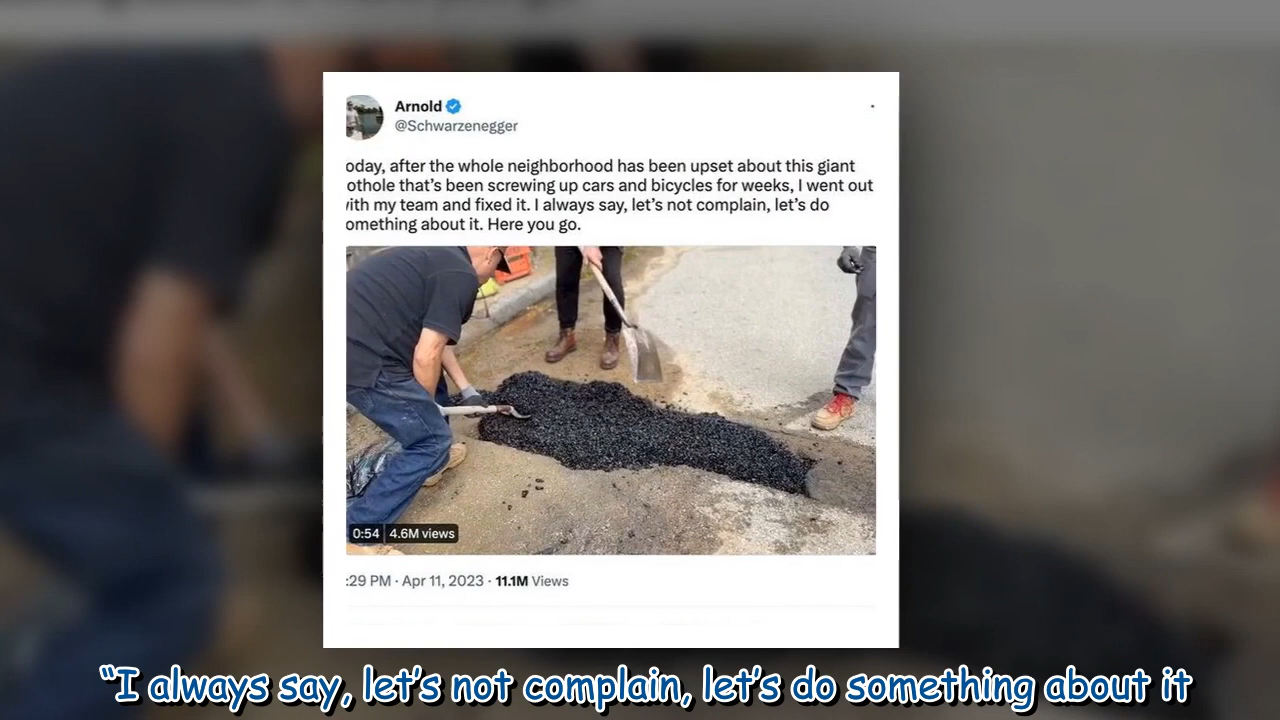 Arnold
@Schwarzenegger
oday, after the whole neighborhood has been upset about this giant
othole that’s been screwing up cars and bicycles for weeks, I went out
ith my team and fixed it. I always say, let’s not complain, let’s do
omething about it. Here you go.
0:54 4.6M views
:29 PM · Apr 11, 2023 · 11.1M Views
“I always say, let’s not complain, let’s do something about it